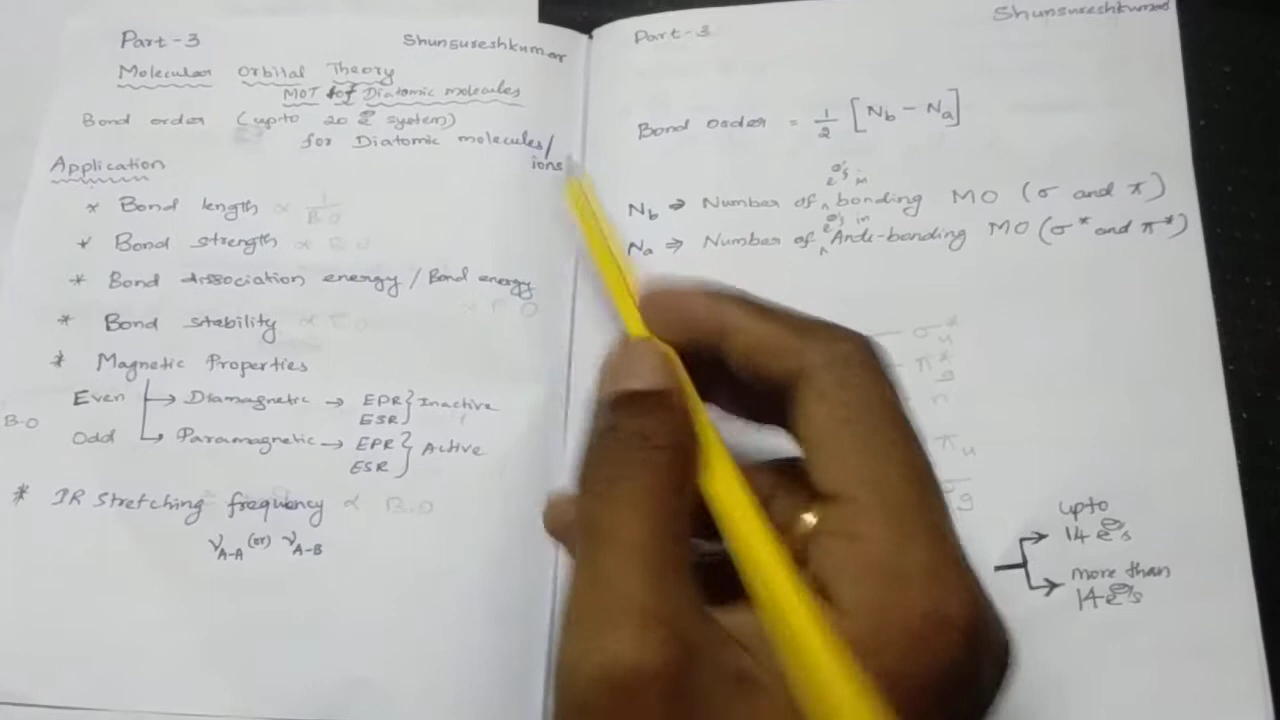 Part-3 Shunsureshkumar
Molecular Orbital Theory
MOT for Diatomic molecules
Bond order (upto 20 e⊖ system)
for Diatomic molecules/
ions
Application
* Bond length ∝ 1/B.O
* Bond strength ∝ B.O
* Bond dissociation energy / Bond energy
∝ B.O
* Bond stability ∝ B.O
* Magnetic Properties
Even → Diamagnetic → EPR } Inactive
ESR
B.O
Odd → Paramagnetic → EPR } Active
ESR
* IR Stretching frequency ∝ B.O
ν A-A (or) ν A-B
Part-3 Shunsureshkumar
Bond order = 1/2 [Nb - Na]
e⊖'s in
Nb ⇒ Number of ^ bonding MO (σ and π)
e⊖'s in
Na ⇒ Number of ^ Anti-bonding MO (σ* and π*)
σ*u
π*g
n
πu
g
upto
14 e⊖'s
more than
14 e⊖'s